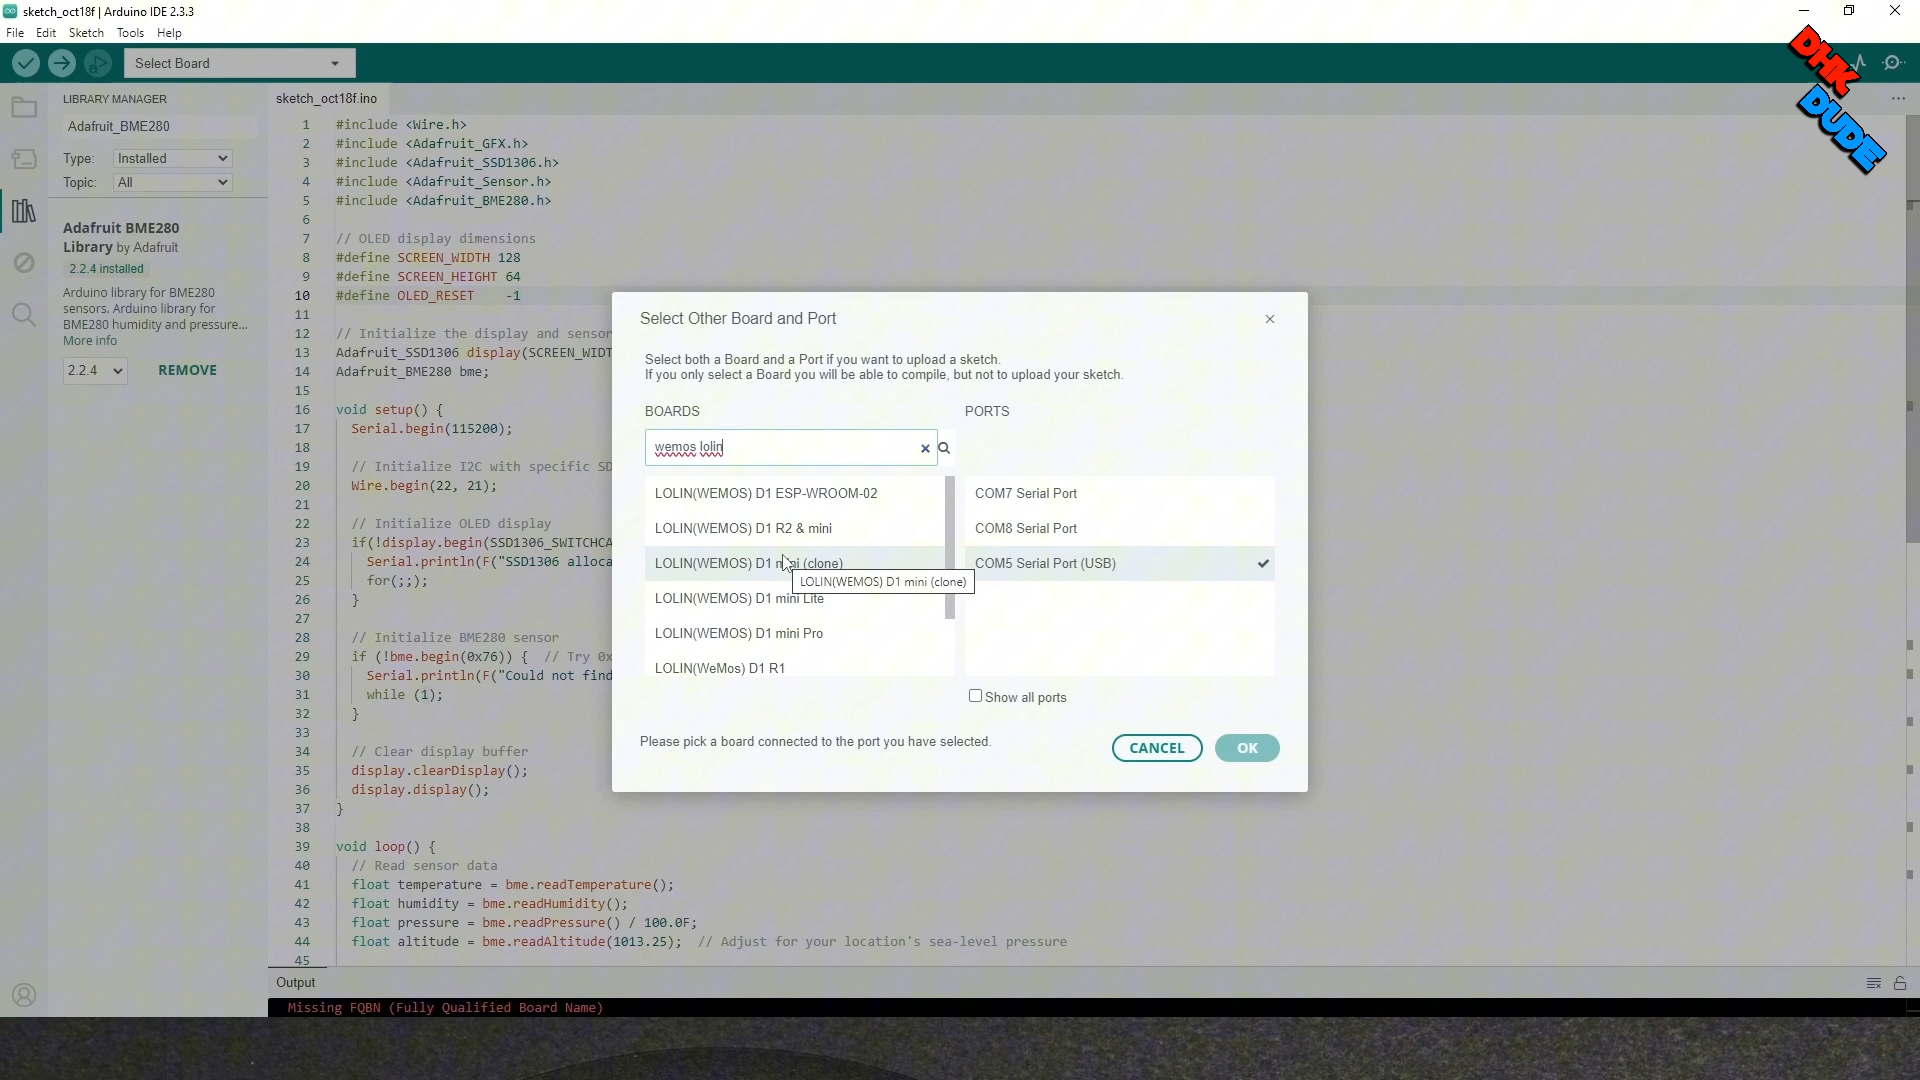 sketch_oct18f | Arduino IDE 2.3.3
File Edit Sketch Tools Help
Select Board
DHK
DUDE
LIBRARY MANAGER
Adafruit_BME280
Type: Installed
Topic: All
Adafruit BME280
Library by Adafruit
2.2.4 installed
Arduino library for BME280
sensors. Arduino library for
BME280 humidity and pressure...
More info
2.2.4 REMOVE
sketch_oct18f.ino
1 #include <Wire.h>
2 #include <Adafruit_GFX.h>
3 #include <Adafruit_SSD1306.h>
4 #include <Adafruit_Sensor.h>
5 #include <Adafruit_BME280.h>
6
7 // OLED display dimensions
8 #define SCREEN_WIDTH 128
9 #define SCREEN_HEIGHT 64
10 #define OLED_RESET    -1
11
12 // Initialize the display and sensor
13 Adafruit_SSD1306 display(SCREEN_WIDT
14 Adafruit_BME280 bme;
15
16 void setup() {
17 Serial.begin(115200);
18
19 // Initialize I2C with specific SD
20 Wire.begin(22, 21);
21
22 // Initialize OLED display
23 if(!display.begin(SSD1306_SWITCHCA
24 Serial.println(F("SSD1306 alloca
25 for(;;);
26 }
27
28 // Initialize BME280 sensor
29 if (!bme.begin(0x76)) {  // Try 0x
30 Serial.println(F("Could not find
31 while (1);
32 }
33
34 // Clear display buffer
35 display.clearDisplay();
36 display.display();
37 }
38
39 void loop() {
40 // Read sensor data
41 float temperature = bme.readTemperature();
42 float humidity = bme.readHumidity();
43 float pressure = bme.readPressure() / 100.0F;
44 float altitude = bme.readAltitude(1013.25);  // Adjust for your location's sea-level pressure
45
Select Other Board and Port
Select both a Board and a Port if you want to upload a sketch.
If you only select a Board you will be able to compile, but not to upload your sketch.
BOARDS
wemos lolin
LOLIN(WEMOS) D1 ESP-WROOM-02
LOLIN(WEMOS) D1 R2 & mini
LOLIN(WEMOS) D1 mini (clone)
LOLIN(WEMOS) D1 mini (clone)
LOLIN(WEMOS) D1 mini Lite
LOLIN(WEMOS) D1 mini Pro
LOLIN(WeMos) D1 R1
PORTS
COM7 Serial Port
COM8 Serial Port
COM5 Serial Port (USB)
Show all ports
Please pick a board connected to the port you have selected.
CANCEL OK
Output
Missing FQBN (Fully Qualified Board Name)